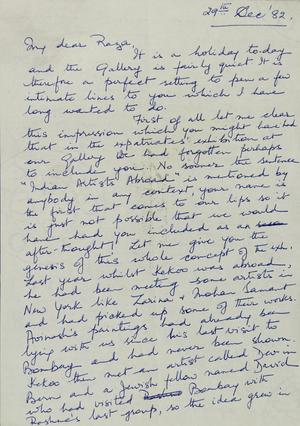 29th Dec '82.
My dear Raza,
It is a holiday today
and the Gallery is fairly quiet. It is
therefore a perfect setting to pen a few
intimate lines to you which I have
long wanted to do.
First of all let me clear
this impression which you might have had
that in the expatriates' exhibition at
our Gallery we had forgotten perhaps
to include you. No sooner the sentence
"Indian Artists Abroad" is mentioned by
anybody in any context, your name is
the first that comes to our lips so it
is just not possible that we would
have had you included as an
after-thought! Let me give you the
genesis of this whole concept of the exh.
Last year whilst Kekoo was abroad,
he had been meeting some artists in
New York like Zarina & Mohan Samant
and had picked up some of their works.
Avinash's paintings had already been
lying with us since his last visit to
Bombay and had never been shown.
Kekoo then met an artist called Dev in
Bern and a Jewish fellow named David
who had visited Bombay with
last group, so the idea grew in